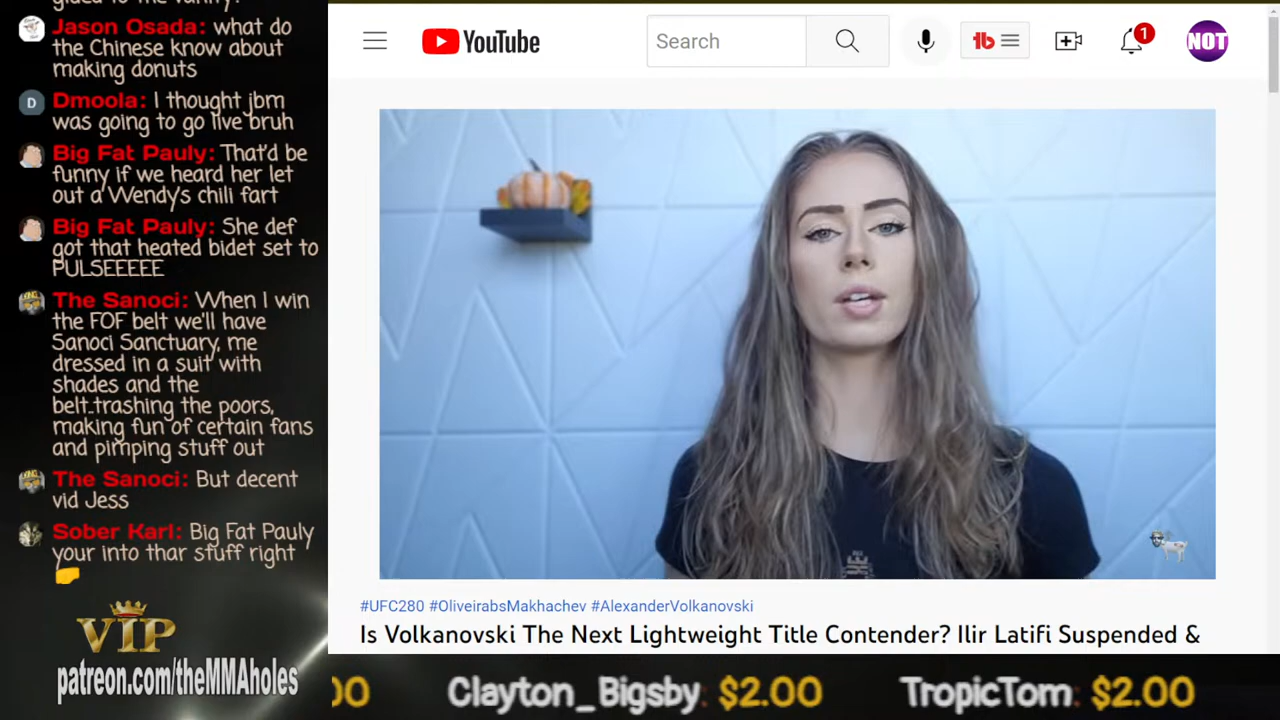 Jason Osada: what do
the Chinese know about
making donuts
Dmoola: I thought jbm
was going to go live bruh
Big Fat Pauly: That'd be
funny if we heard her let
out a Wendy's chili fart
Big Fat Pauly: She def
got that heated bidet set to
PULSEEEEE
The Sanoci: When I win
the FOF belt we'll have
Sanoci Sanctuary, me
dressed in a suit with
shades and the
belt..trashing the poors,
making fun of certain fans
and pimping stuff out
The Sanoci: But decent
vid Jess
Sober Karl: Big Fat Pauly
your into thar sfuff right
VIP
patreon.com/theMMAholes
YouTube
Search
tb
1
NOT
#UFC280 #OliveirabsMakhachev #AlexanderVolkanovski
Is Volkanovski The Next Lightweight Title Contender? Ilir Latifi Suspended &
00 Clayton_Bigsby: $2.00 TropicTom: $2.00